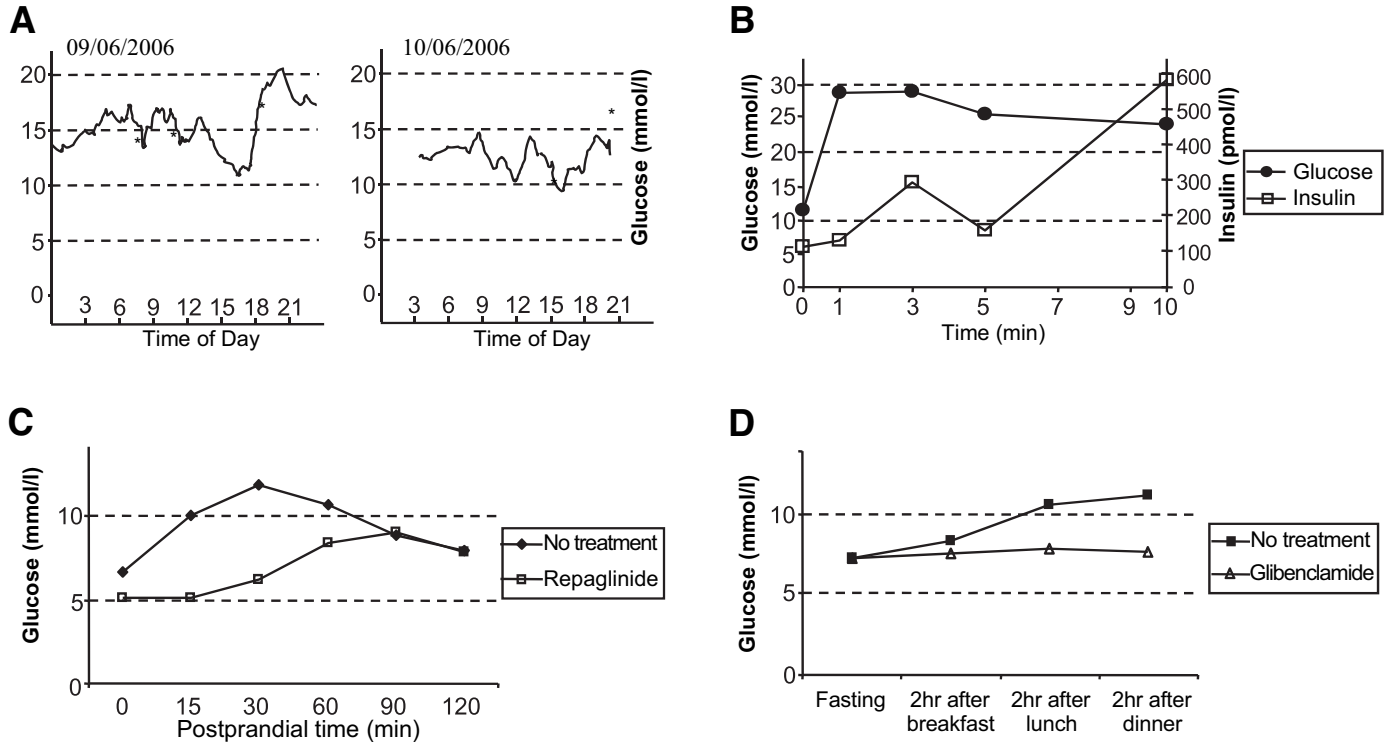 A
09/06/2006
20
15
10
5
0
3 6 9 12 15 18 21
Time of Day
10/06/2006
20
15
10
5
0
3 6 9 12 15 18 21
Time of Day
Glucose (mmol/l)
B
Glucose (mmol/l)
30
25
20
15
10
5
0
0 1 3 5 7 9 10
Time (min)
600
500
400
300
200
100
0
Insulin (pmol/l)
Glucose
Insulin
C
Glucose (mmol/l)
10
5
0
0 15 30 60 90 120
Postprandial time (min)
No treatment
Repaglinide
D
Glucose (mmol/l)
10
5
0
Fasting
2hr after
breakfast
2hr after
lunch
2hr after
dinner
No treatment
Glibenclamide